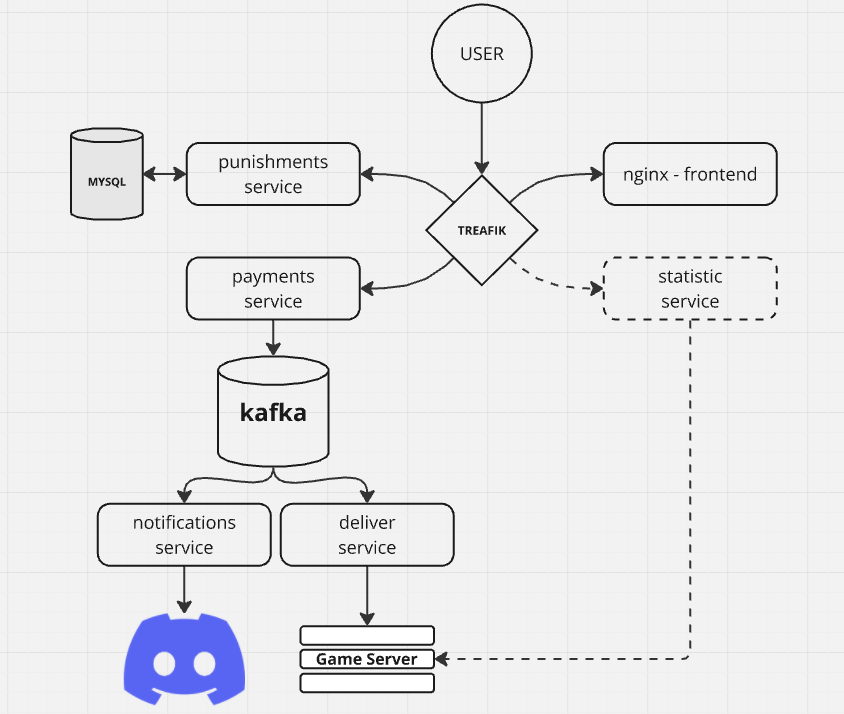 USER
MYSQL
punishments
service
nginx - frontend
TREAFIK
payments
service
statistic
service
kafka
notifications
service
deliver
service
Game Server